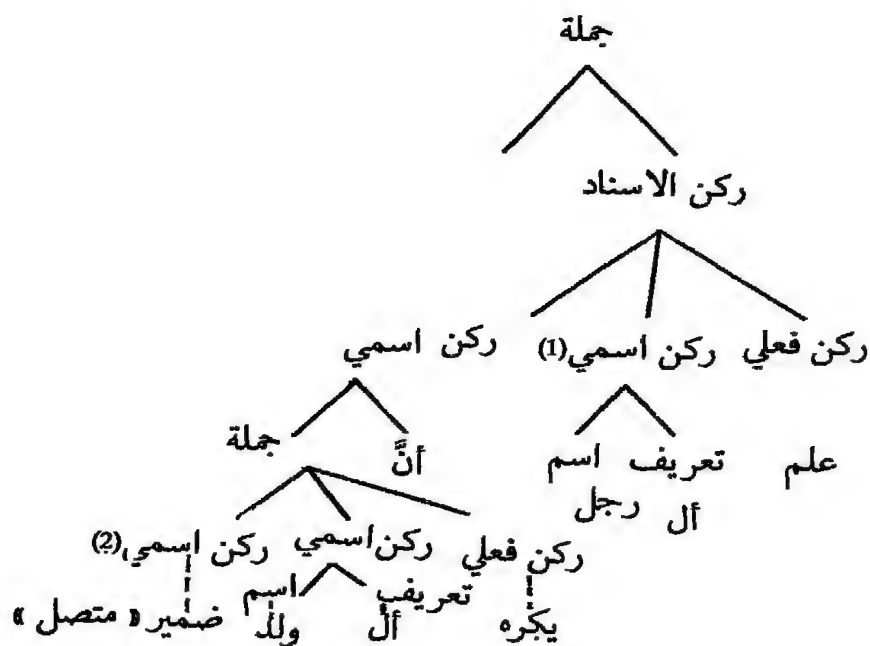 جملة
ركن الاسناد
ركن فعلي ركن اسمي(1) ركن اسمي
علم تعريف اسم أنَّ جملة
أل رجل
ركن فعلي ركن اسمي ركن اسمي(2)
يكره تعريف اسم ضمير « متصل »
أل ولد